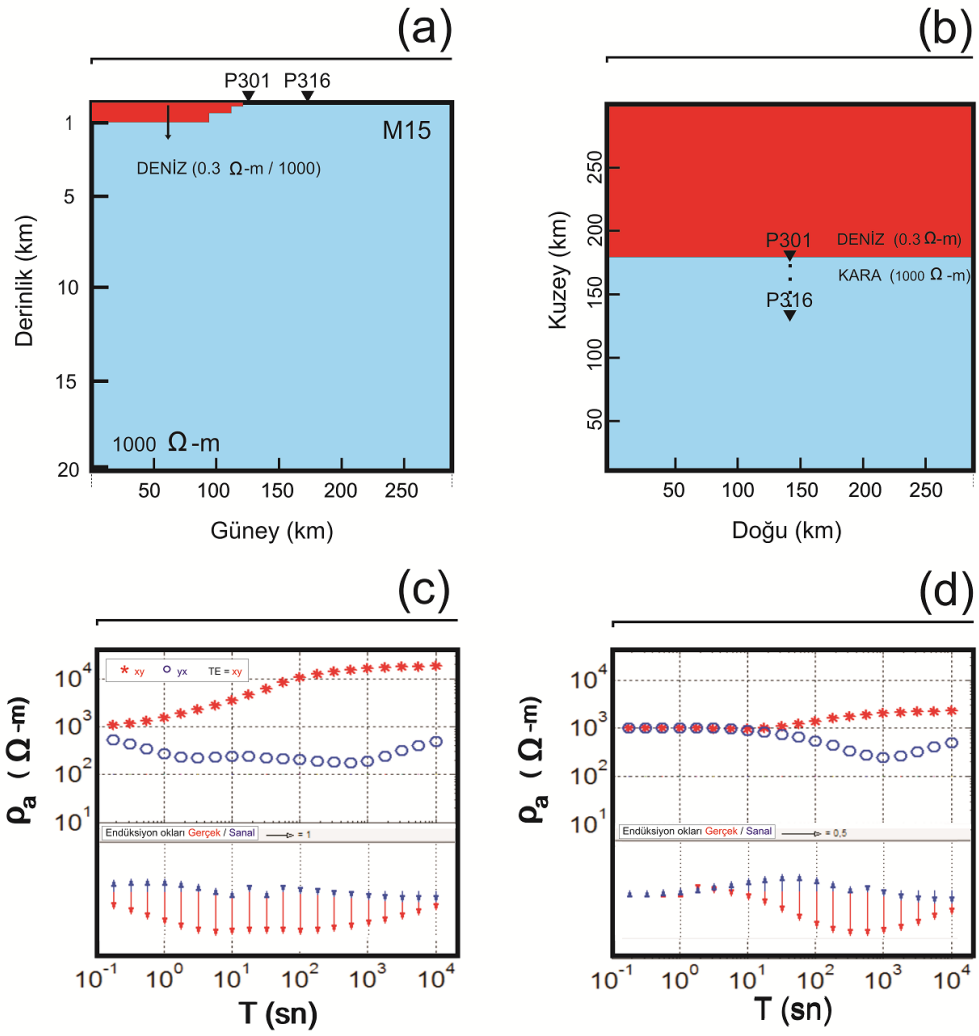 (a)
P301 P316
1
5
10
15
20
M15
DENİZ (0.3 Ω-m / 1000)
1000 Ω-m
50 100 150 200 250
Derinlik (km)
Güney (km)
(b)
250
200
150
100
50
P301
DENİZ (0.3 Ω-m)
KARA (1000 Ω-m)
P316
50 100 150 200 250
Kuzey (km)
Doğu (km)
(c)
10⁴
10³
10²
10¹
* xy o yx TE = xy
ρa (Ω-m)
Endüksiyon okları Gerçek / Sanal = 1
10⁻¹ 10⁰ 10¹ 10² 10³ 10⁴
T (sn)
(d)
10⁴
10³
10²
10¹
ρa (Ω-m)
Endüksiyon okları Gerçek / Sanal = 0,5
10⁻¹ 10⁰ 10¹ 10² 10³ 10⁴
T (sn)